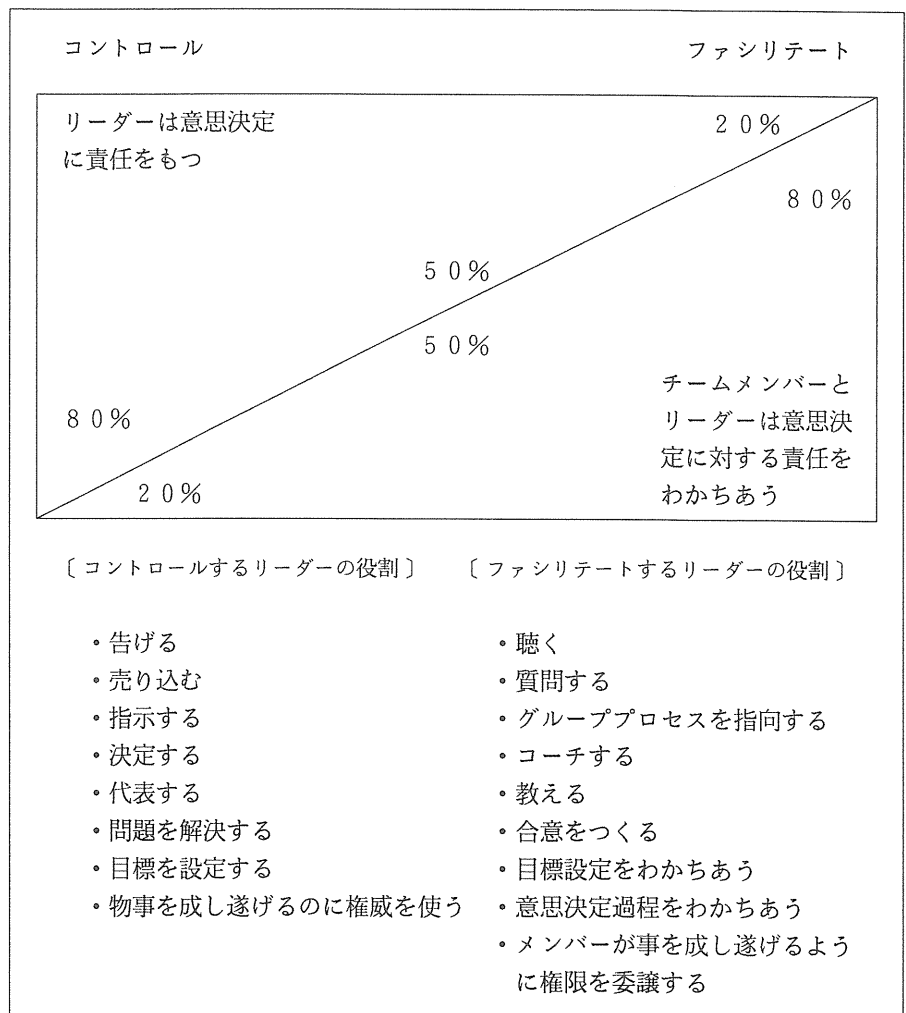 コントロール
ファシリテート
リーダーは意思決定
に責任をもつ
20%
80%
50%
50%
80%
20%
チームメンバーと
リーダーは意思決
定に対する責任を
わかちあう
〔コントロールするリーダーの役割〕
〔ファシリテートするリーダーの役割〕
・告げる
・売り込む
・指示する
・決定する
・代表する
・問題を解決する
・目標を設定する
・物事を成し遂げるのに権威を使う
・聴く
・質問する
・グループプロセスを指向する
・コーチする
・教える
・合意をつくる
・目標設定をわかちあう
・意思決定過程をわかちあう
・メンバーが事を成し遂げるよう
に権限を委譲する